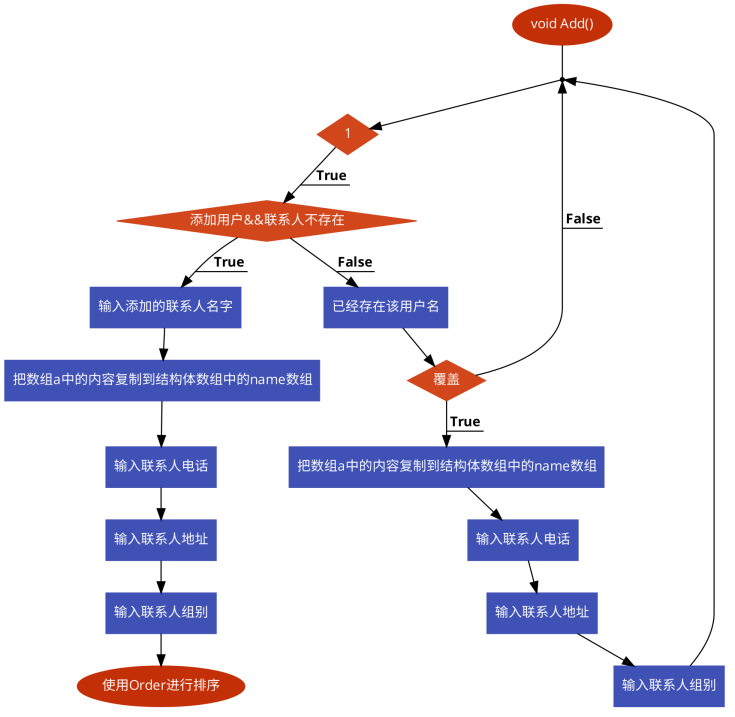 void Add()
1
True
添加用户&&联系人不存在
False
True
False
输入添加的联系人名字
已经存在该用户名
把数组a中的内容复制到结构体数组中的name数组
覆盖
True
输入联系人电话
把数组a中的内容复制到结构体数组中的name数组
输入联系人地址
输入联系人电话
输入联系人组别
输入联系人地址
使用Order进行排序
输入联系人组别